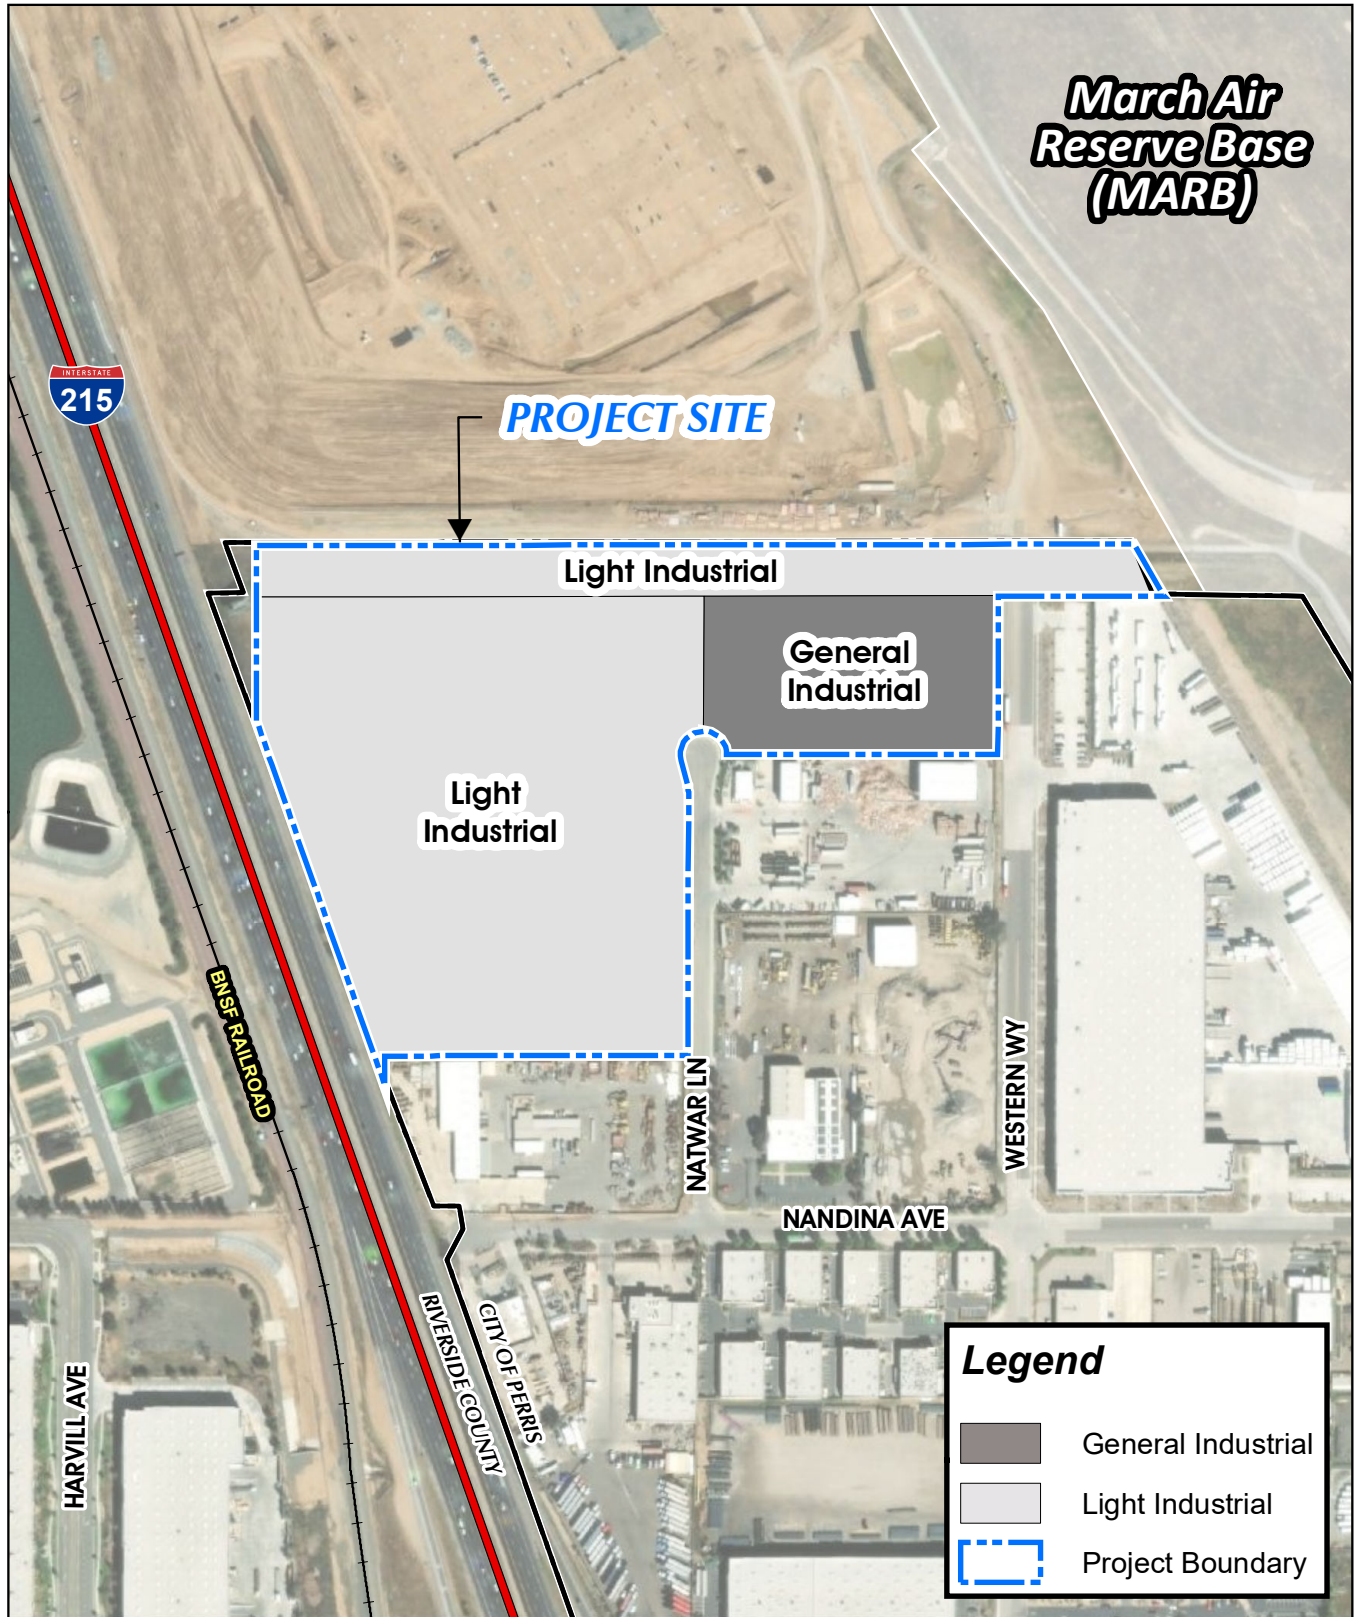 March Air
Reserve Base
(MARB)
INTERSTATE
215
PROJECT SITE
Light Industrial
General
Industrial
Light
Industrial
BNSF RAILROAD
NATWAR LN
WESTERN WY
NANDINA AVE
HARVILL AVE
RIVERSIDE COUNTY
CITY OF PERRIS
Legend
General Industrial
Light Industrial
Project Boundary